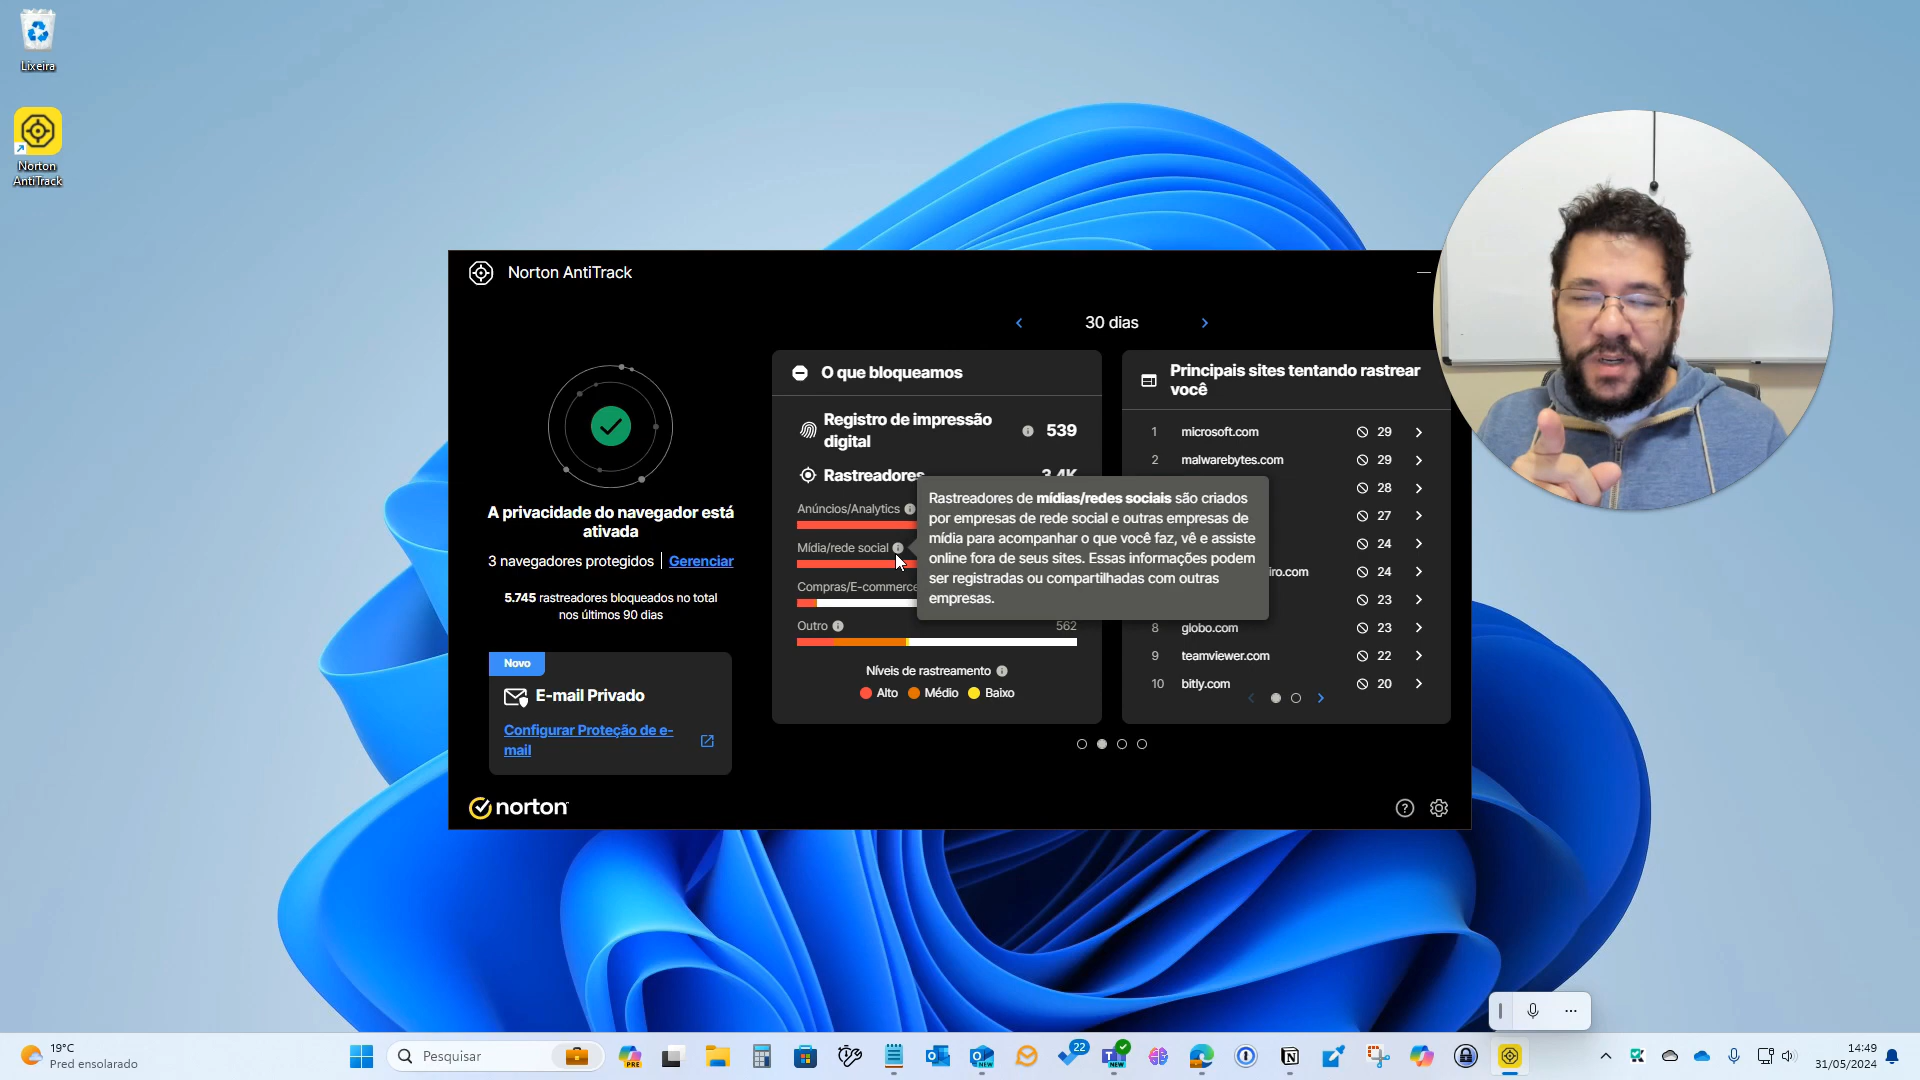 Lixeira
Norton
AntiTrack
Norton AntiTrack
30 dias
A privacidade do navegador está
ativada
3 navegadores protegidos | Gerenciar
5.745 rastreadores bloqueados no total
nos últimos 90 dias
Novo
E-mail Privado
Configurar Proteção de e-
mail
norton
O que bloqueamos
Registro de impressão
digital
539
Rastreadores
3.4K
Anúncios/Analytics
Mídia/rede social
Compras/E-commerce
Outro
562
Níveis de rastreamento
Alto
Médio
Baixo
Rastreadores de mídias/redes sociais são criados
por empresas de rede social e outras empresas de
mídia para acompanhar o que você faz, vê e assiste
online fora de seus sites. Essas informações podem
ser registradas ou compartilhadas com outras
empresas.
Principais sites tentando rastrear
você
1 microsoft.com 29
2 malwarebytes.com 29
28
27
24
iro.com 24
23
8 globo.com 23
9 teamviewer.com 22
10 bitly.com 20
19°C
Pred ensolarado
Pesquisar
PRE
NEW
22
NEW
14:49
31/05/2024